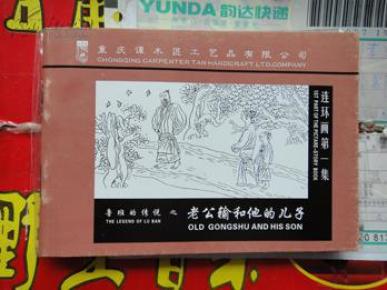 YUNDA 韵达快递
重庆谭木匠工艺品有限公司
CHONGQING CARPENTER TAN HANDICRAFT LTD.COMPANY
连环画第一集
1ST PART OF THE PICTURE-STORY BOOK
鲁班的传说 之 老公输和他的儿子
THE LEGEND OF LU BAN OLD GONGSHU AND HIS SON